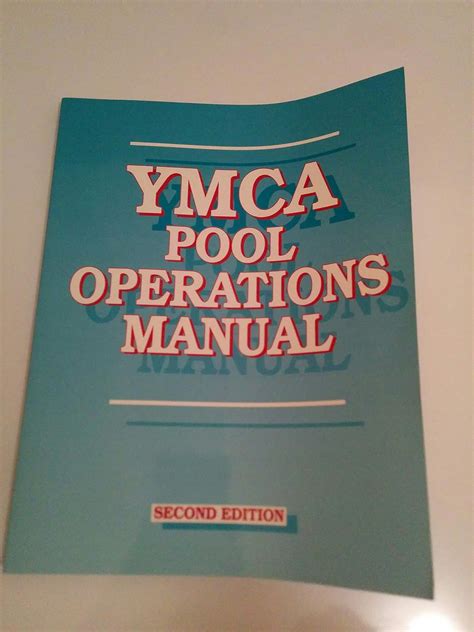 YMCA
POOL
OPERATIONS
MANUAL
SECOND EDITION